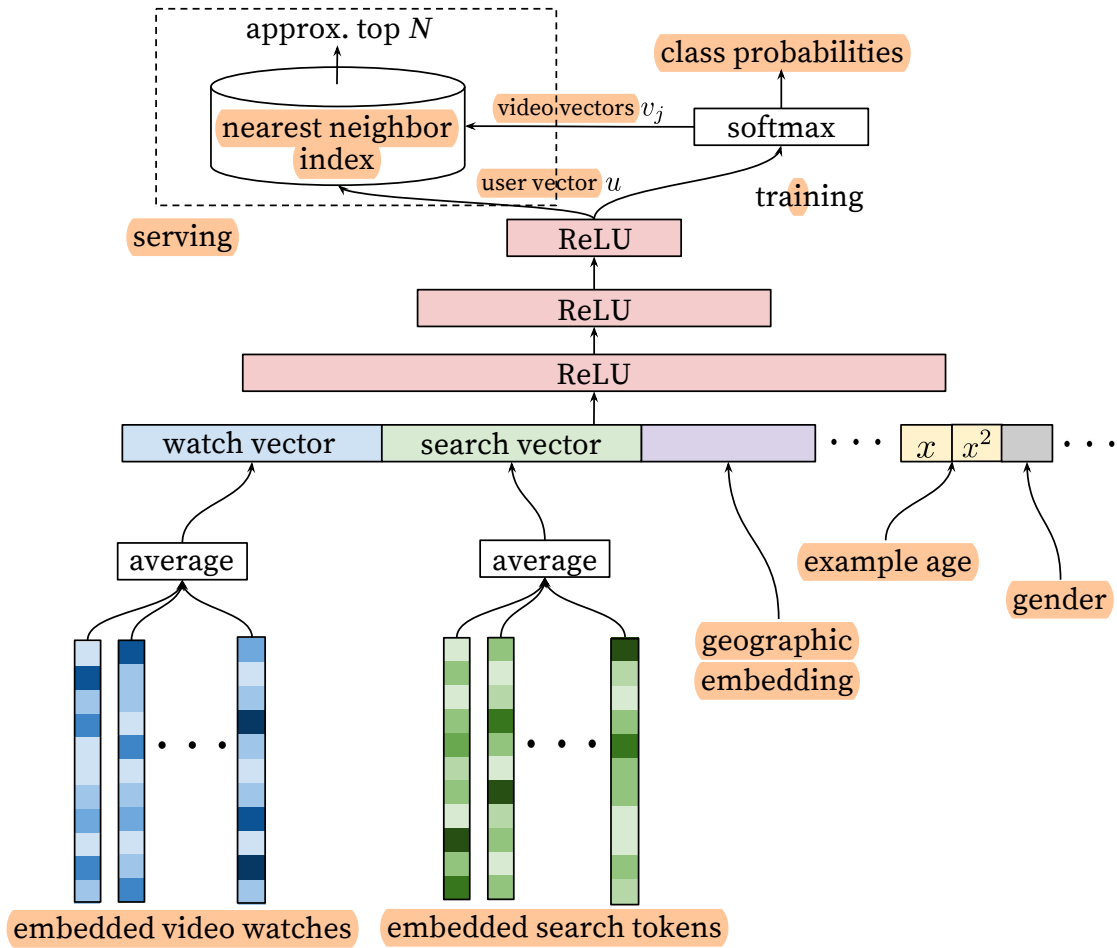 approx. top N
class probabilities
video vectors v_j
nearest neighbor
index
softmax
user vector u
training
serving
ReLU
ReLU
ReLU
watch vector
search vector
. . .
x
x²
. . .
average
average
example age
gender
geographic
embedding
. . .
. . .
embedded video watches
embedded search tokens